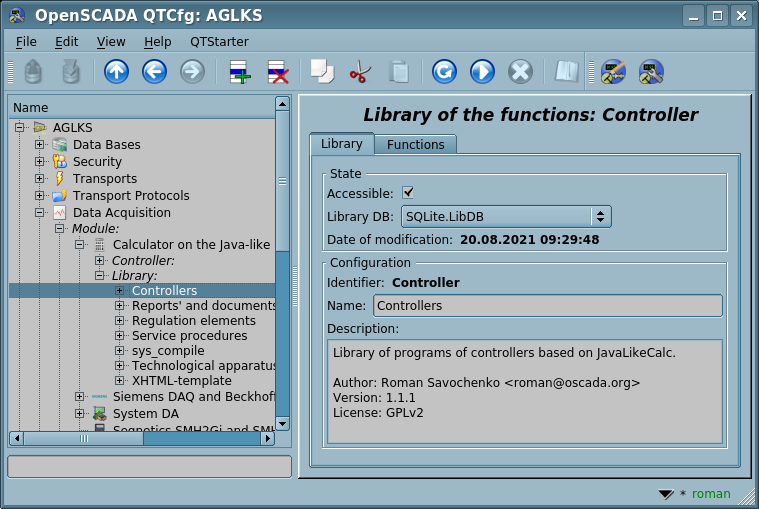 OpenSCADA QTCfg: AGLKS
File Edit View Help QTStarter
Name
AGLKS
Data Bases
Security
Transports
Transport Protocols
Data Acquisition
Module:
Calculator on the Java-like
Controller:
Library:
Controllers
Reports' and documents
Regulation elements
Service procedures
sys_compile
Technological apparatus
XHTML-template
Siemens DAQ and Beckhoff
System DA
Segnetics SMH2Gi and SMH
Library of the functions: Controller
Library Functions
State
Accessible:
Library DB: SQLite.LibDB
Date of modification: 20.08.2021 09:29:48
Configuration
Identifier: Controller
Name: Controllers
Description:
Library of programs of controllers based on JavaLikeCalc.
Author: Roman Savochenko <roman@oscada.org>
Version: 1.1.1
License: GPLv2
* roman